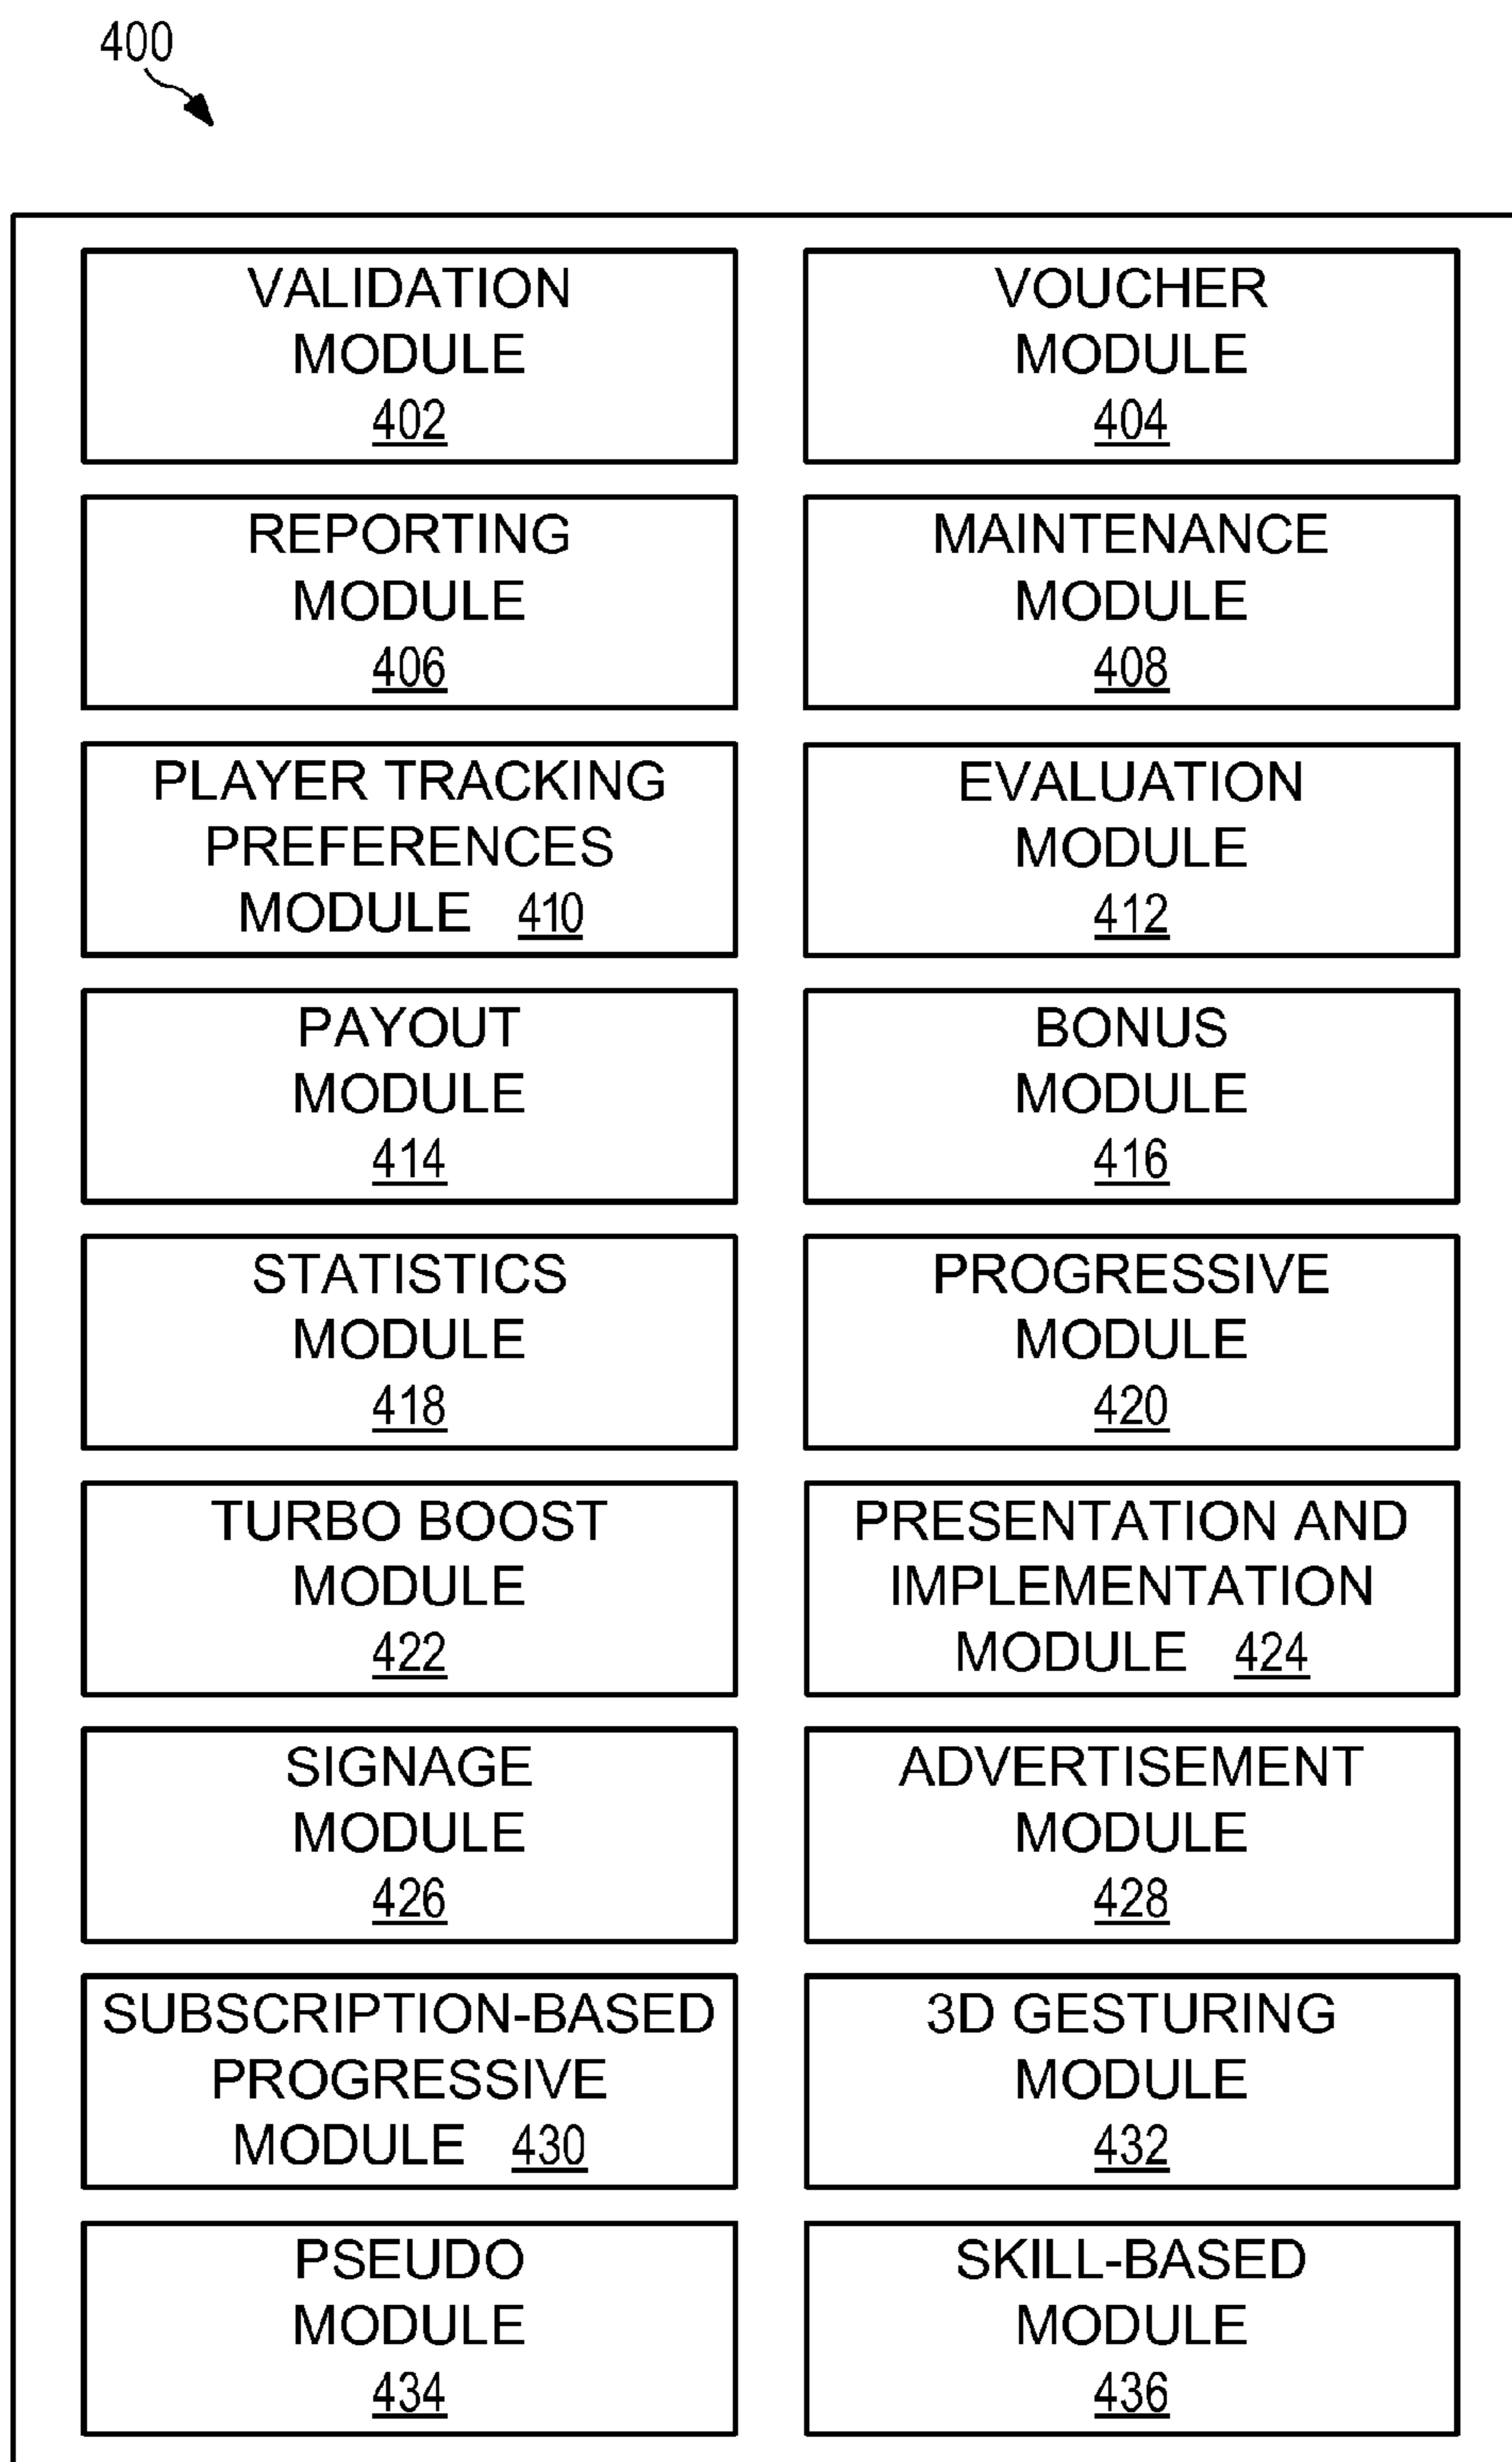 400
VALIDATION
MODULE
402
VOUCHER
MODULE
404
REPORTING
MODULE
406
MAINTENANCE
MODULE
408
PLAYER TRACKING
PREFERENCES
MODULE 410
EVALUATION
MODULE
412
PAYOUT
MODULE
414
BONUS
MODULE
416
STATISTICS
MODULE
418
PROGRESSIVE
MODULE
420
TURBO BOOST
MODULE
422
PRESENTATION AND
IMPLEMENTATION
MODULE 424
SIGNAGE
MODULE
426
ADVERTISEMENT
MODULE
428
SUBSCRIPTION-BASED
PROGRESSIVE
MODULE 430
3D GESTURING
MODULE
432
PSEUDO
MODULE
434
SKILL-BASED
MODULE
436